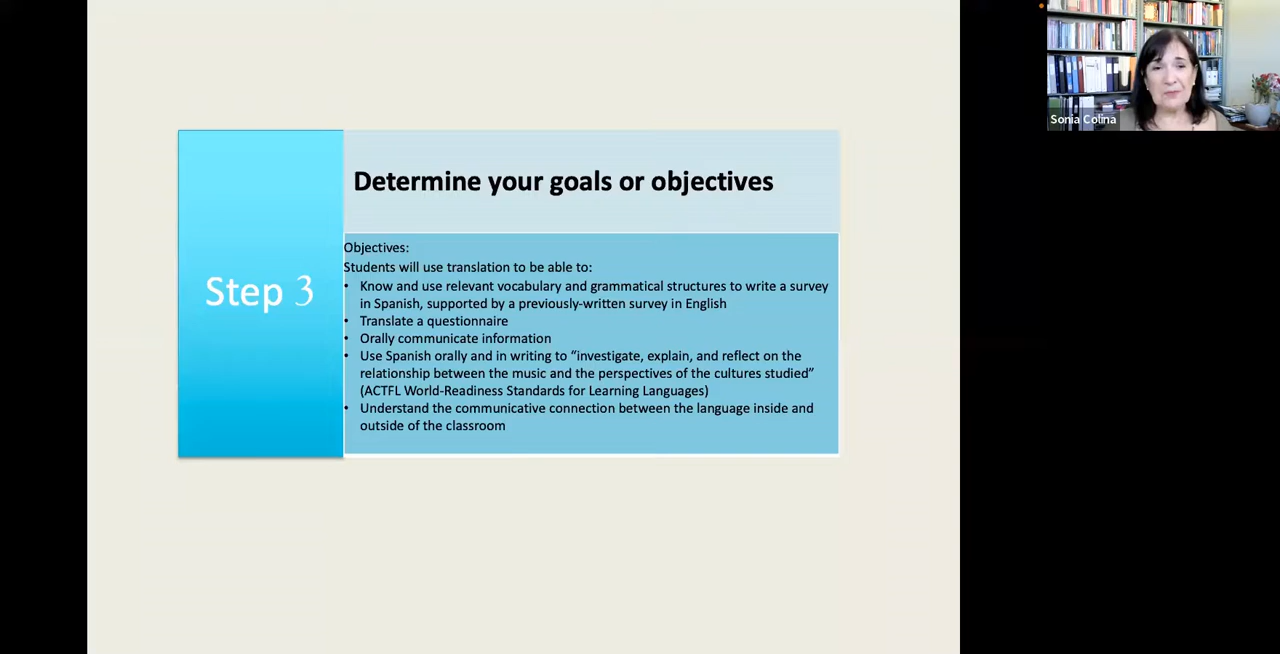 Sonia Colina
Determine your goals or objectives
Step 3
Objectives:
Students will use translation to be able to:
• Know and use relevant vocabulary and grammatical structures to write a survey
in Spanish, supported by a previously-written survey in English
• Translate a questionnaire
• Orally communicate information
• Use Spanish orally and in writing to “investigate, explain, and reflect on the
relationship between the music and the perspectives of the cultures studied”
(ACTFL World-Readiness Standards for Learning Languages)
• Understand the communicative connection between the language inside and
outside of the classroom